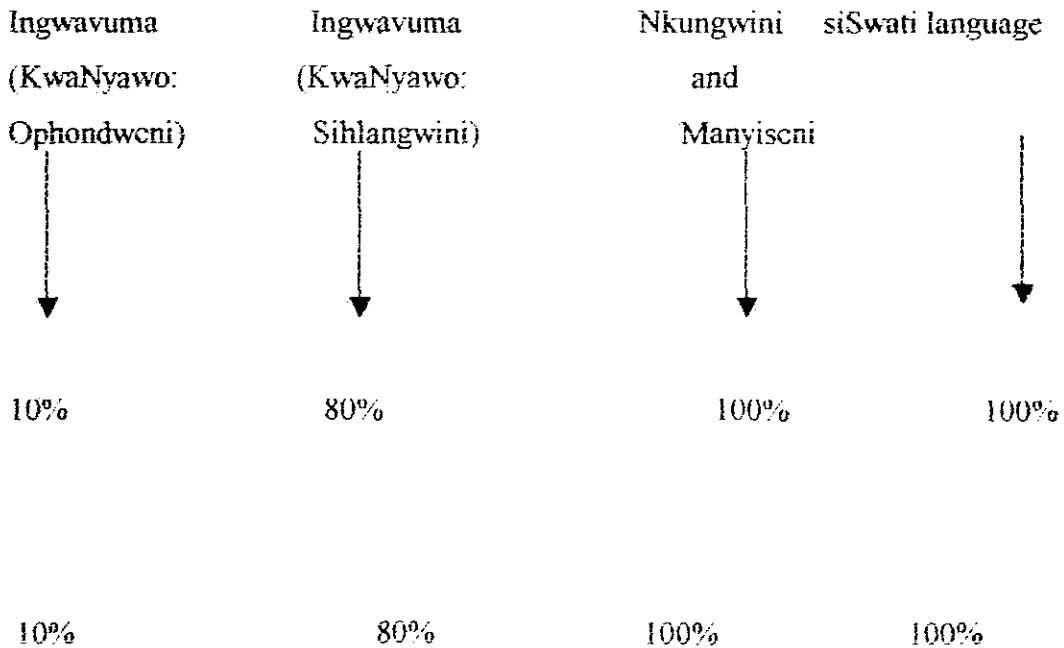 Ingwavuma Ingwavuma Nkungwini siSwati language
(KwaNyawo: (KwaNyawo: and
Ophondweni) Sihlangwini) Manyiseni
10% 80% 100% 100%
10% 80% 100% 100%